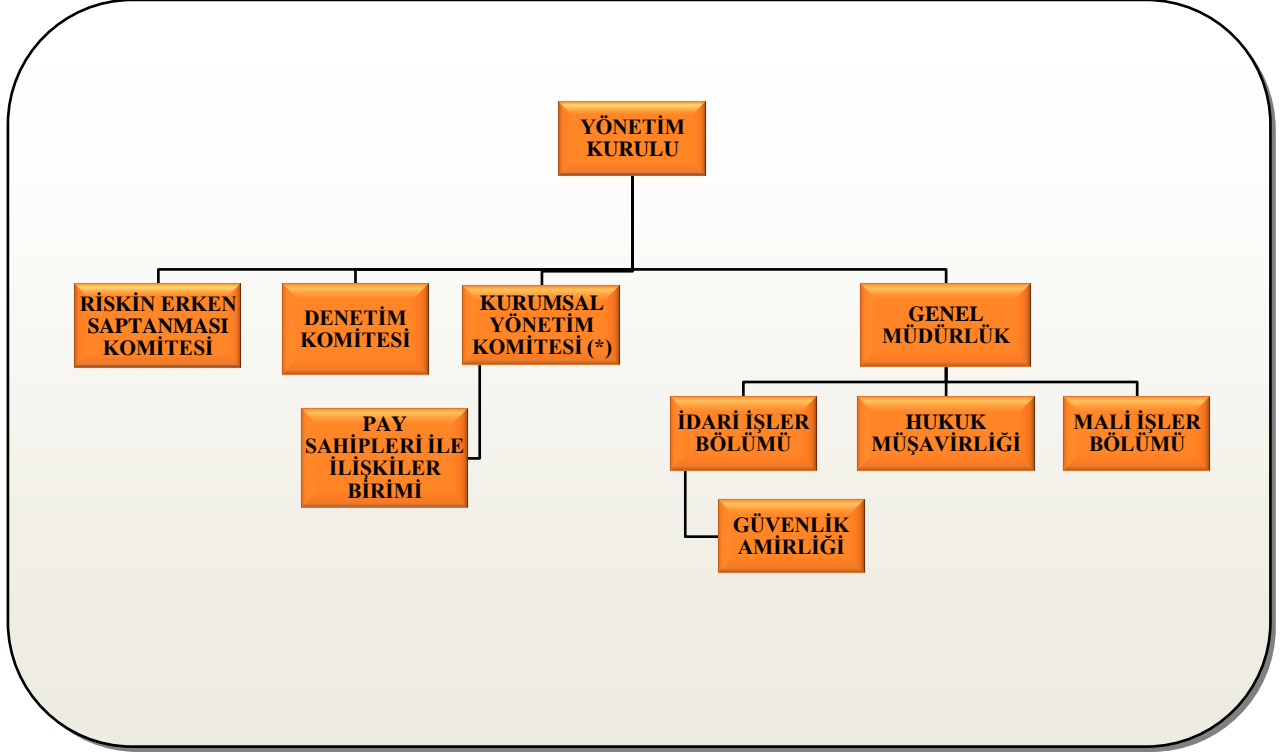 YÖNETİM
KURULU
RİSKİN ERKEN
SAPTANMASI
KOMİTESİ
DENETİM
KOMİTESİ
KURUMSAL
YÖNETİM
KOMİTESİ (*)
GENEL
MÜDÜRLÜK
PAY
SAHİPLERİ İLE
İLİŞKİLER
BİRİMİ
İDARİ İŞLER
BÖLÜMÜ
HUKUK
MÜŞAVİRLİĞİ
MALİ İŞLER
BÖLÜMÜ
GÜVENLİK
AMİRLİĞİ